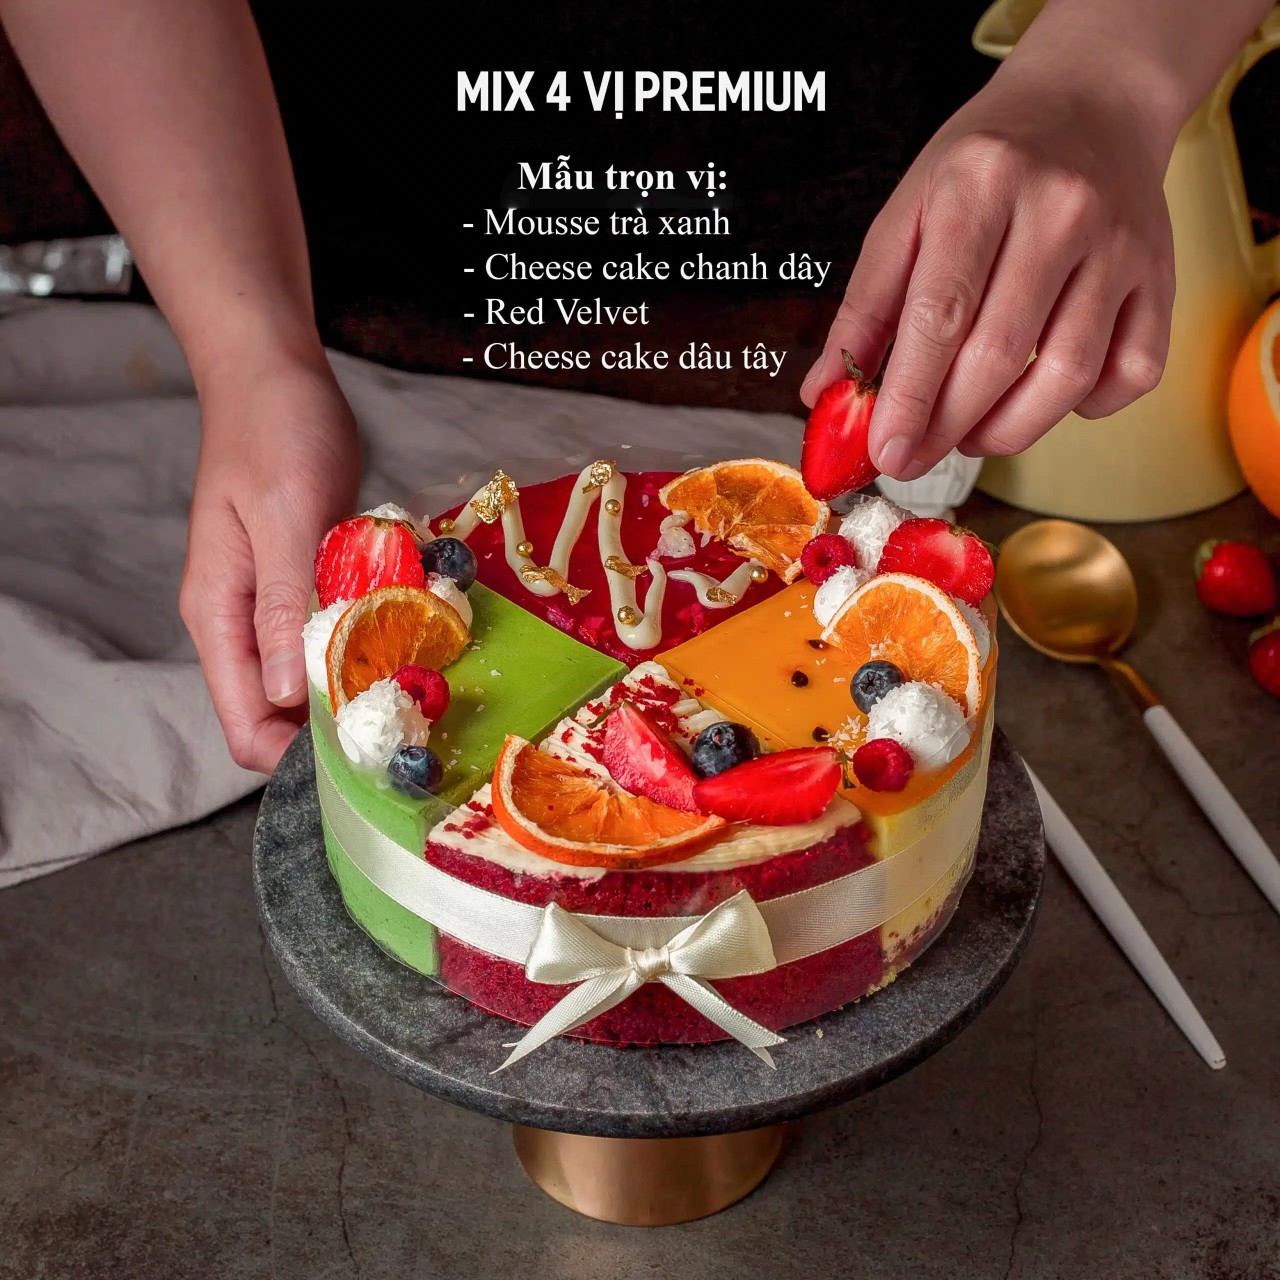 MIX 4 VỊ PREMIUM
Mẫu trọn vị:
- Mousse trà xanh
- Cheese cake chanh dây
- Red Velvet
- Cheese cake dâu tây